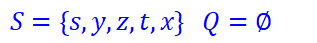 S = {s, y, z, t, x} Q = ∅